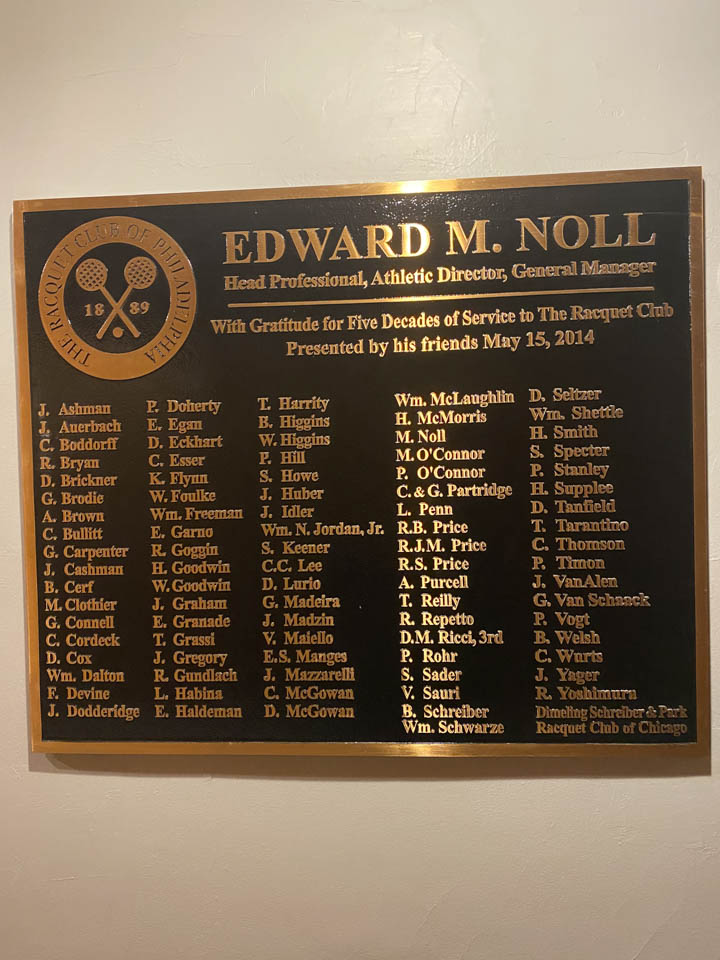 THE RACQUET CLUB OF PHILADELPHIA
18 89
EDWARD M. NOLL
Head Professional, Athletic Director, General Manager
With Gratitude for Five Decades of Service to The Racquet Club
Presented by his friends May 15, 2014
J. Ashman
J. Auerbach
C. Boddorff
R. Bryan
D. Brickner
G. Brodie
A. Brown
C. Bullitt
G. Carpenter
J. Cashman
B. Cerf
M. Clothier
G. Connell
C. Cordeck
D. Cox
Wm. Dalton
F. Devine
J. Dodderidge
P. Doherty
E. Egan
D. Eckhart
C. Esser
K. Flynn
W. Foulke
Wm. Freeman
E. Garno
R. Goggin
H. Goodwin
W. Goodwin
J. Graham
E. Granade
T. Grassi
J. Gregory
R. Gundlach
L. Habina
E. Haldeman
T. Harrity
B. Higgins
W. Higgins
P. Hill
S. Howe
J. Huber
J. Idler
Wm. N. Jordan, Jr.
S. Keener
C.C. Lee
D. Lurio
G. Madeira
J. Madzin
V. Maiello
E.S. Manges
J. Mazzarelli
C. McGowan
D. McGowan
Wm. McLaughlin
H. McMorris
M. Noll
M. O'Connor
P. O'Connor
C. & G. Partridge
L. Penn
R.B. Price
R.J.M. Price
R.S. Price
A. Purcell
T. Reilly
R. Repetto
D.M. Ricci, 3rd
P. Rohr
S. Sader
V. Sauri
B. Schreiber
Wm. Schwarze
D. Seltzer
Wm. Shettle
H. Smith
S. Specter
P. Stanley
H. Supplee
D. Tanfield
T. Tarantino
C. Thomson
P. Timon
J. VanAlen
G. Van Schaack
P. Vogt
B. Welsh
C. Wurts
J. Yager
R. Yoshimura
Dimeling Schreiber & Park
Racquet Club of Chicago